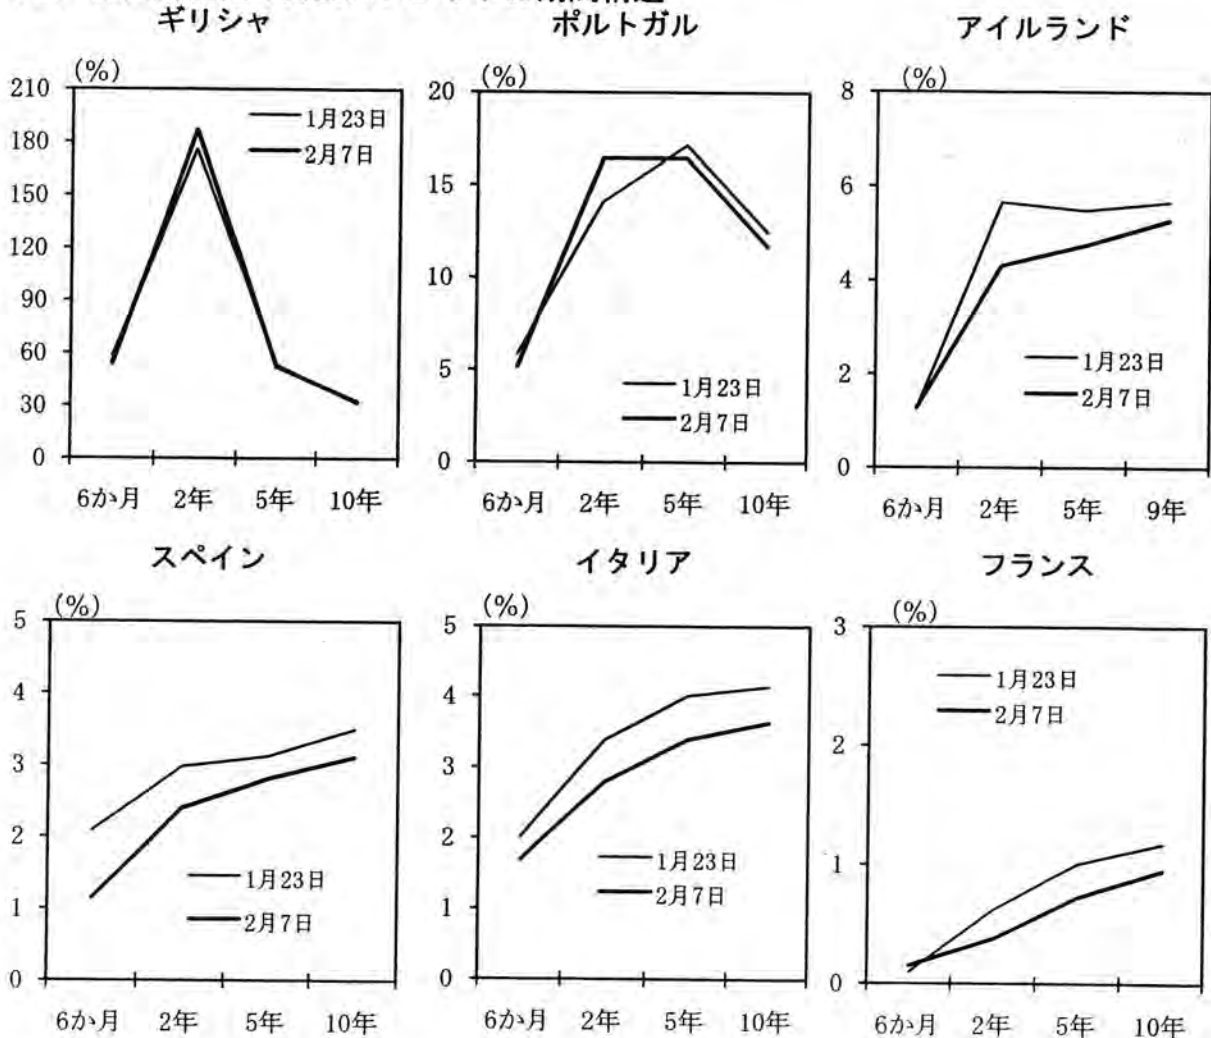 ギリシャ
(%)
210
180
150
120
90
60
30
0
1月23日
2月7日
6か月 2年 5年 10年
ポルトガル
(%)
20
15
10
5
0
1月23日
2月7日
6か月 2年 5年 10年
アイルランド
(%)
8
6
4
2
0
1月23日
2月7日
6か月 2年 5年 9年
スペイン
(%)
5
4
3
2
1
0
1月23日
2月7日
6か月 2年 5年 10年
イタリア
(%)
5
4
3
2
1
0
1月23日
2月7日
6か月 2年 5年 10年
フランス
(%)
3
2
1
0
1月23日
2月7日
6か月 2年 5年 10年